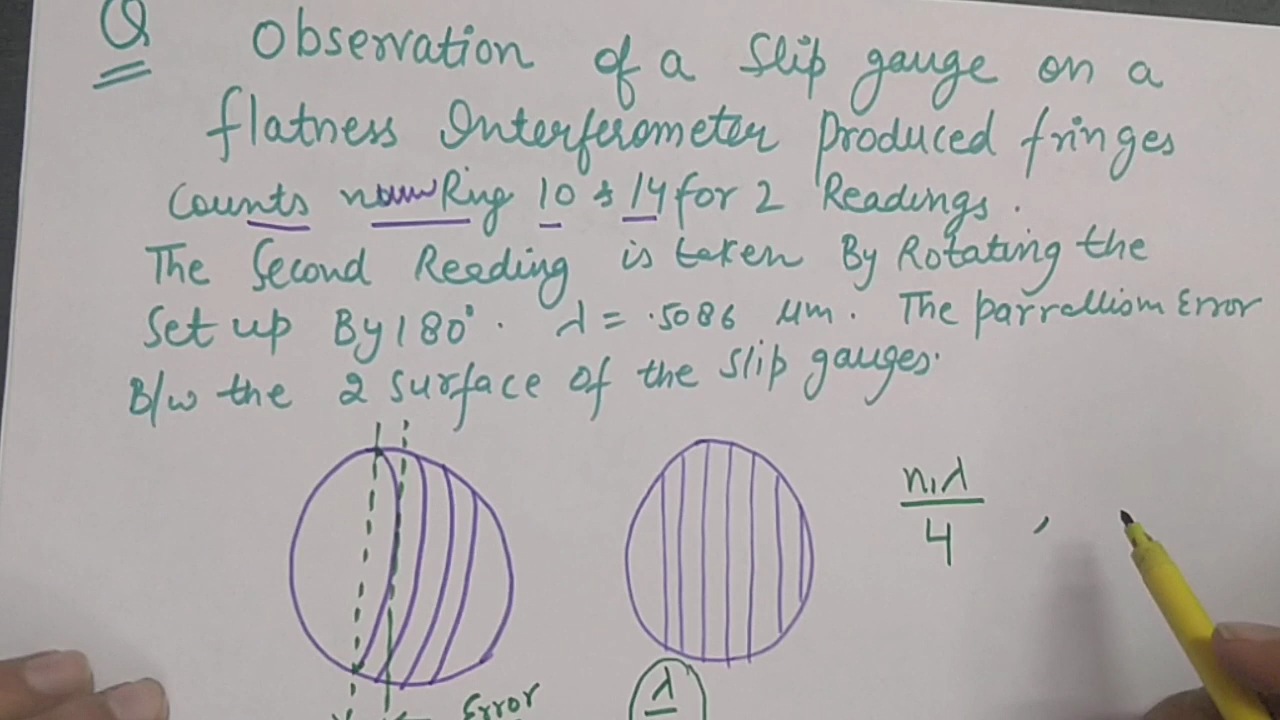 Q Observation of a Slip gauge on a
flatness Interferometer Produced fringes
Counts Ring 10 & 14 for 2 Readings.
The Second Reeding is taken By Rotating the
Set up By 180°. λ = .5086 μm. The parrellism Error
B/w the 2 Surface of the Slip gauges.
n₁λ
4 ,
Error
λ